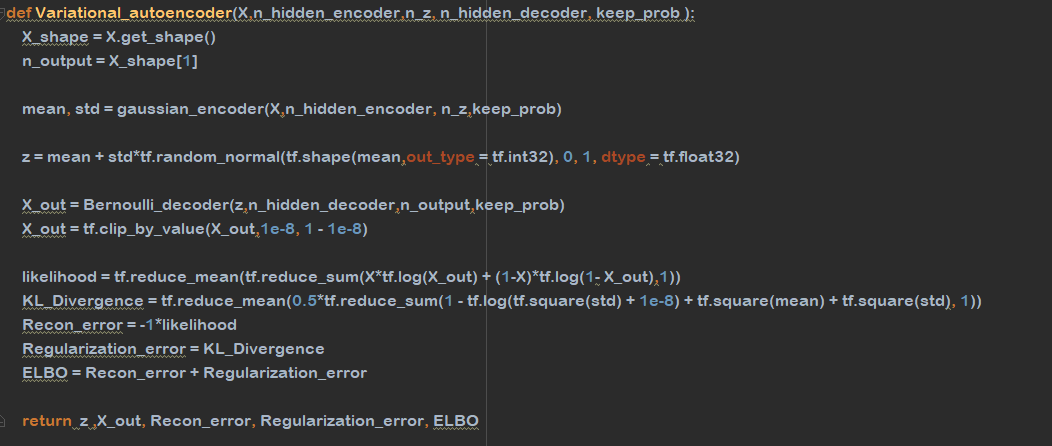 def Variational_autoencoder(X,n_hidden_encoder,n_z, n_hidden_decoder, keep_prob ):
X_shape = X.get_shape()
n_output = X_shape[1]
mean, std = gaussian_encoder(X,n_hidden_encoder, n_z,keep_prob)
z = mean + std*tf.random_normal(tf.shape(mean,out_type = tf.int32), 0, 1, dtype = tf.float32)
X_out = Bernoulli_decoder(z,n_hidden_decoder,n_output,keep_prob)
X_out = tf.clip_by_value(X_out,1e-8, 1 - 1e-8)
likelihood = tf.reduce_mean(tf.reduce_sum(X*tf.log(X_out) + (1-X)*tf.log(1- X_out),1))
KL_Divergence = tf.reduce_mean(0.5*tf.reduce_sum(1 - tf.log(tf.square(std) + 1e-8) + tf.square(mean) + tf.square(std), 1))
Recon_error = -1*likelihood
Regularization_error = KL_Divergence
ELBO = Recon_error + Regularization_error
return z ,X_out, Recon_error, Regularization_error, ELBO